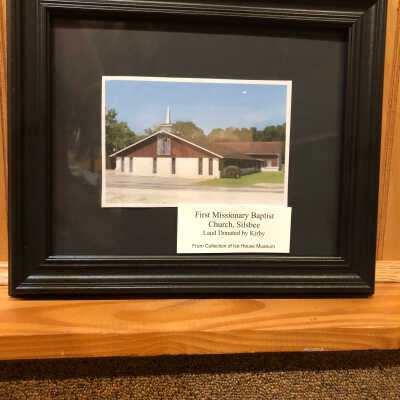 First Missionary Baptist
Church, Silsbee
Land Donated by Kirby
From Collection of Ice House Museum